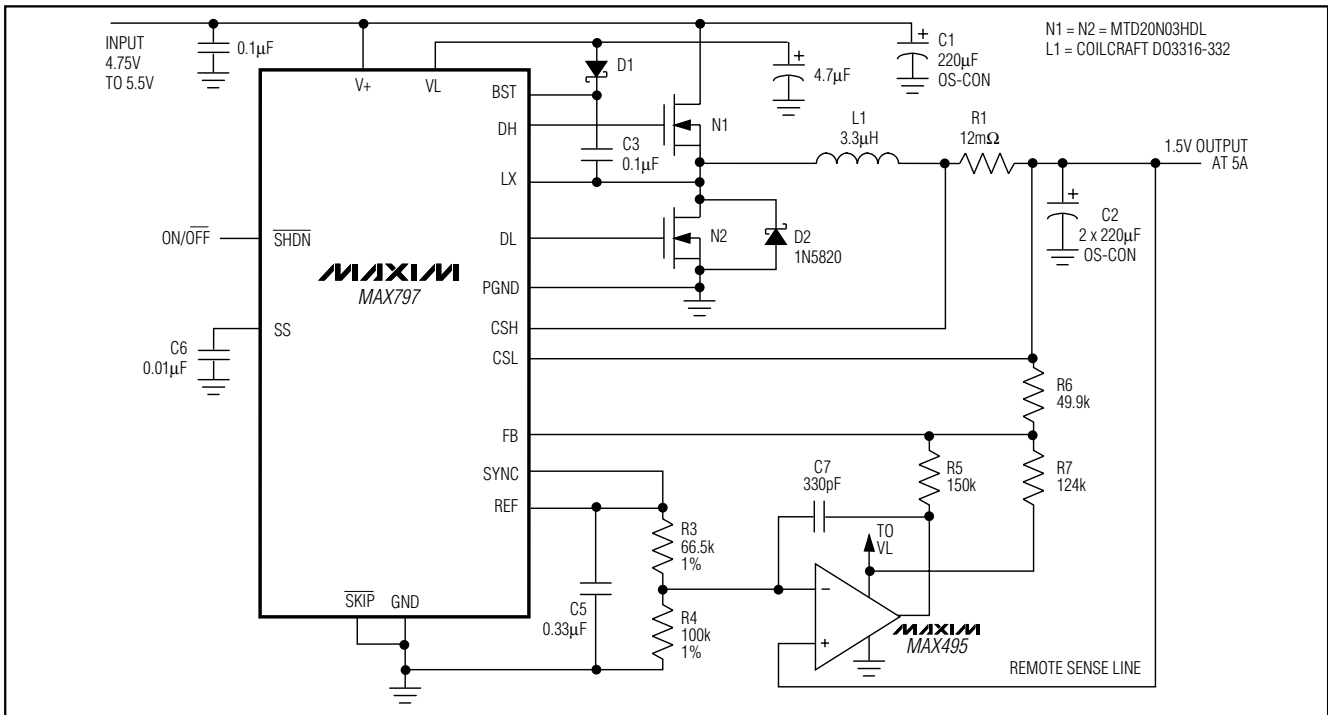 INPUT
4.75V
TO 5.5V
0.1µF
V+
VL
D1
4.7µF
C1
220µF
OS-CON
N1 = N2 = MTD20N03HDL
L1 = COILCRAFT DO3316-332
BST
DH
N1
C3
0.1µF
LX
L1
3.3µH
R1
12mΩ
1.5V OUTPUT
AT 5A
ON/OFF
SHDN
MAXIM
MAX797
DL
N2
D2
1N5820
C2
2 x 220µF
OS-CON
PGND
SS
C6
0.01µF
CSH
CSL
R6
49.9k
FB
SYNC
REF
C7
330pF
R5
150k
R7
124k
R3
66.5k
1%
TO
VL
SKIP
GND
C5
0.33µF
R4
100k
1%
MAXIM
MAX495
REMOTE SENSE LINE